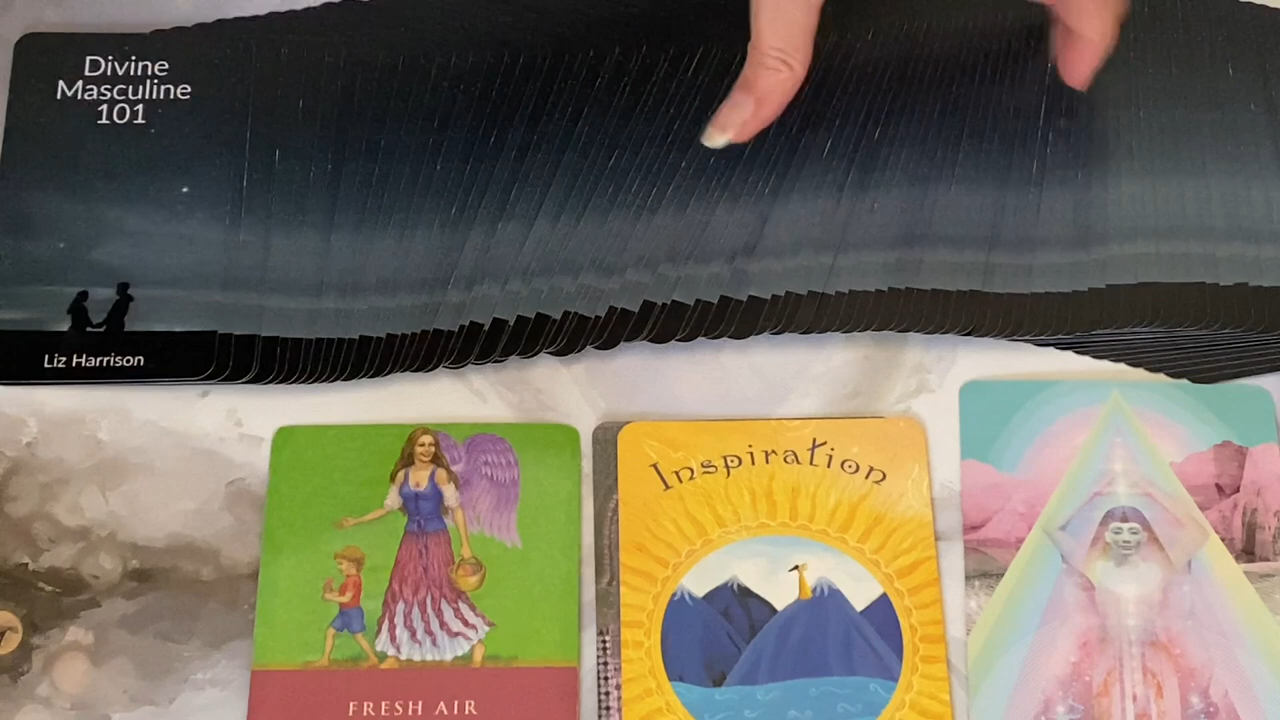 Divine
Masculine
101
Liz Harrison
Inspiration
FRESH AIR